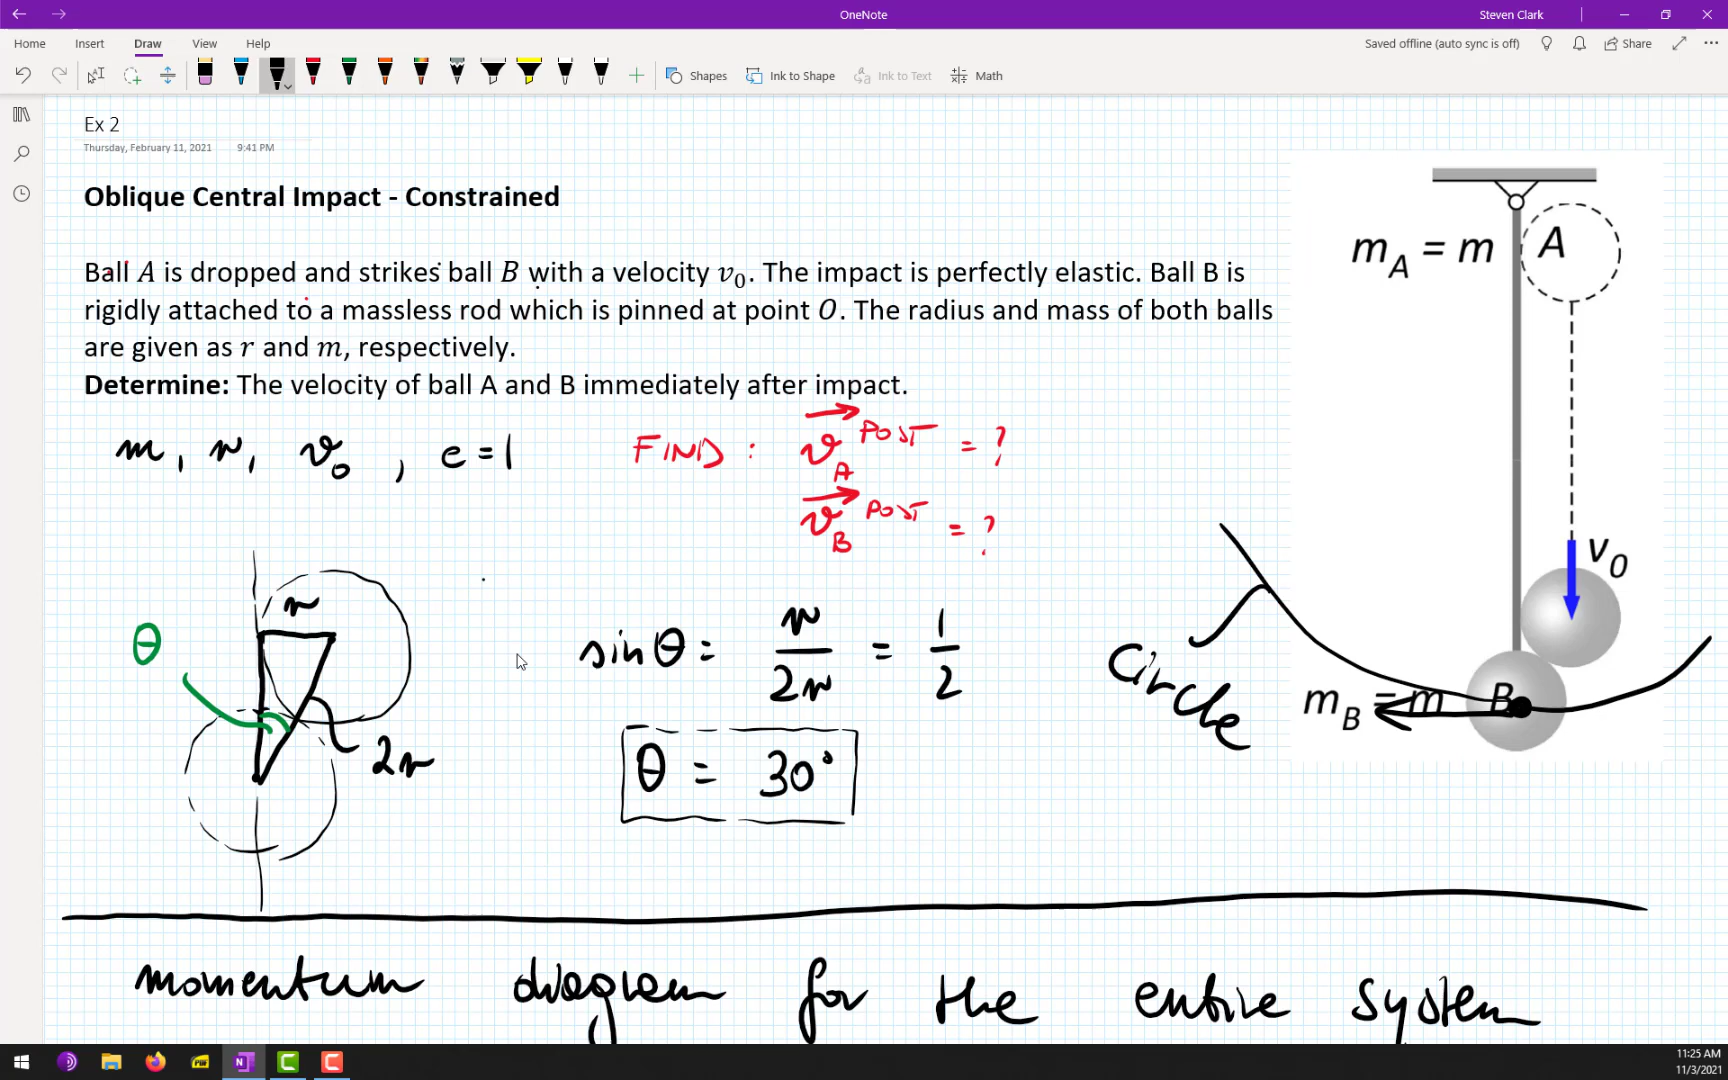 OneNote
Steven Clark
Home Insert Draw View Help
Saved offline (auto sync is off)
Share
Shapes
Ink to Shape
Ink to Text
Math
Ex 2
Thursday, February 11, 2021 9:41 PM
Oblique Central Impact - Constrained
Ball A is dropped and strikes ball B with a velocity v₀. The impact is perfectly elastic. Ball B is
rigidly attached to a massless rod which is pinned at point O. The radius and mass of both balls
are given as r and m, respectively.
Determine: The velocity of ball A and B immediately after impact.
m, r, v₀, e = 1
FIND: v⃗_A^POST = ?
v⃗_B^POST = ?
m_A = m
A
v₀
m_B = m
B
circle
θ
r
2r
sin θ = r/2r = 1/2
θ = 30°
momentum diagram for the entire system
11:25 AM
11/3/2021